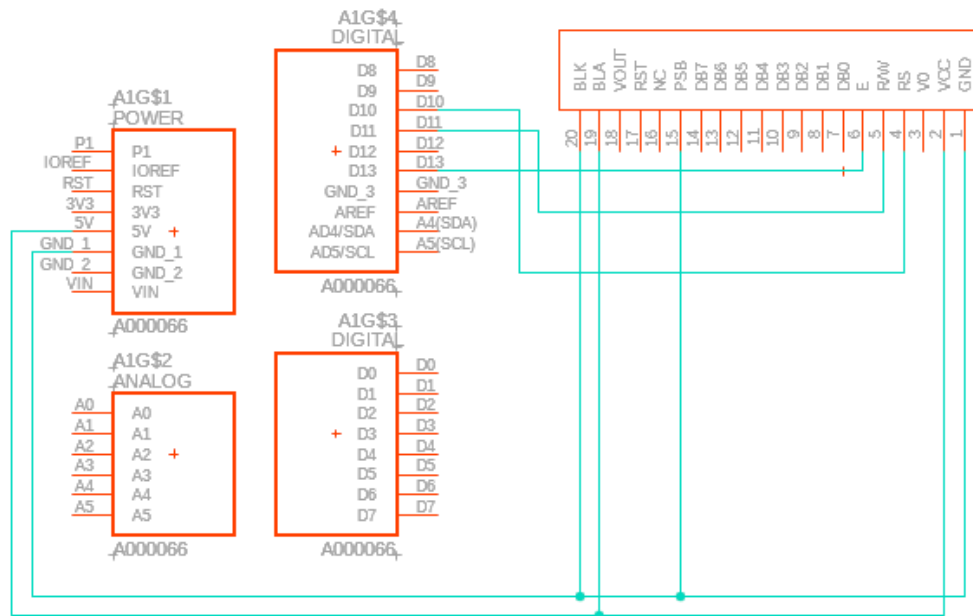 A1G$1
POWER
P1
IOREF
RST
3V3
5V
GND_1
GND_2
VIN
P1
IOREF
RST
3V3
5V
GND_1
GND_2
VIN
A000066
A1G$2
ANALOG
A0
A1
A2
A3
A4
A5
A0
A1
A2
A3
A4
A5
A000066
A1G$4
DIGITAL
D8
D9
D10
D11
D12
D13
GND_3
AREF
AD4/SDA
AD5/SCL
D8
D9
D10
D11
D12
D13
GND_3
AREF
A4(SDA)
A5(SCL)
A000066
A1G$3
DIGITAL
D0
D1
D2
D3
D4
D5
D6
D7
D0
D1
D2
D3
D4
D5
D6
D7
A000066
BLK
BLA
VOUT
RST
NC
PSB
DB7
DB6
DB5
DB4
DB3
DB2
DB1
DB0
E
R/W
RS
V0
VCC
GND
20
19
18
17
16
15
14
13
12
11
10
9
8
7
6
5
4
3
2
1